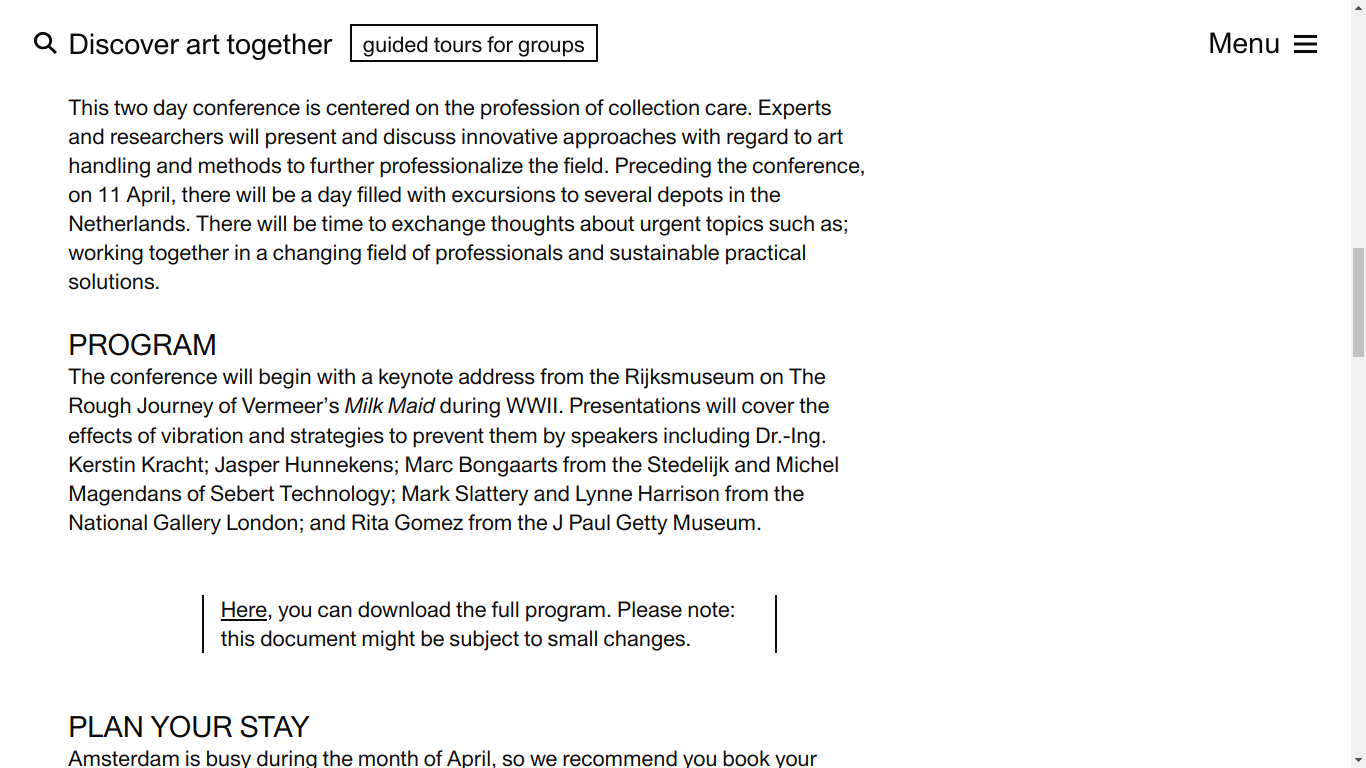 Discover art together
guided tours for groups
Menu
This two day conference is centered on the profession of collection care. Experts
and researchers will present and discuss innovative approaches with regard to art
handling and methods to further professionalize the field. Preceding the conference,
on 11 April, there will be a day filled with excursions to several depots in the
Netherlands. There will be time to exchange thoughts about urgent topics such as;
working together in a changing field of professionals and sustainable practical
solutions.
PROGRAM
The conference will begin with a keynote address from the Rijksmuseum on The
Rough Journey of Vermeer’s Milk Maid during WWII. Presentations will cover the
effects of vibration and strategies to prevent them by speakers including Dr.-Ing.
Kerstin Kracht; Jasper Hunnekens; Marc Bongaarts from the Stedelijk and Michel
Magendans of Sebert Technology; Mark Slattery and Lynne Harrison from the
National Gallery London; and Rita Gomez from the J Paul Getty Museum.
Here, you can download the full program. Please note:
this document might be subject to small changes.
PLAN YOUR STAY
Amsterdam is busy during the month of April, so we recommend you book your